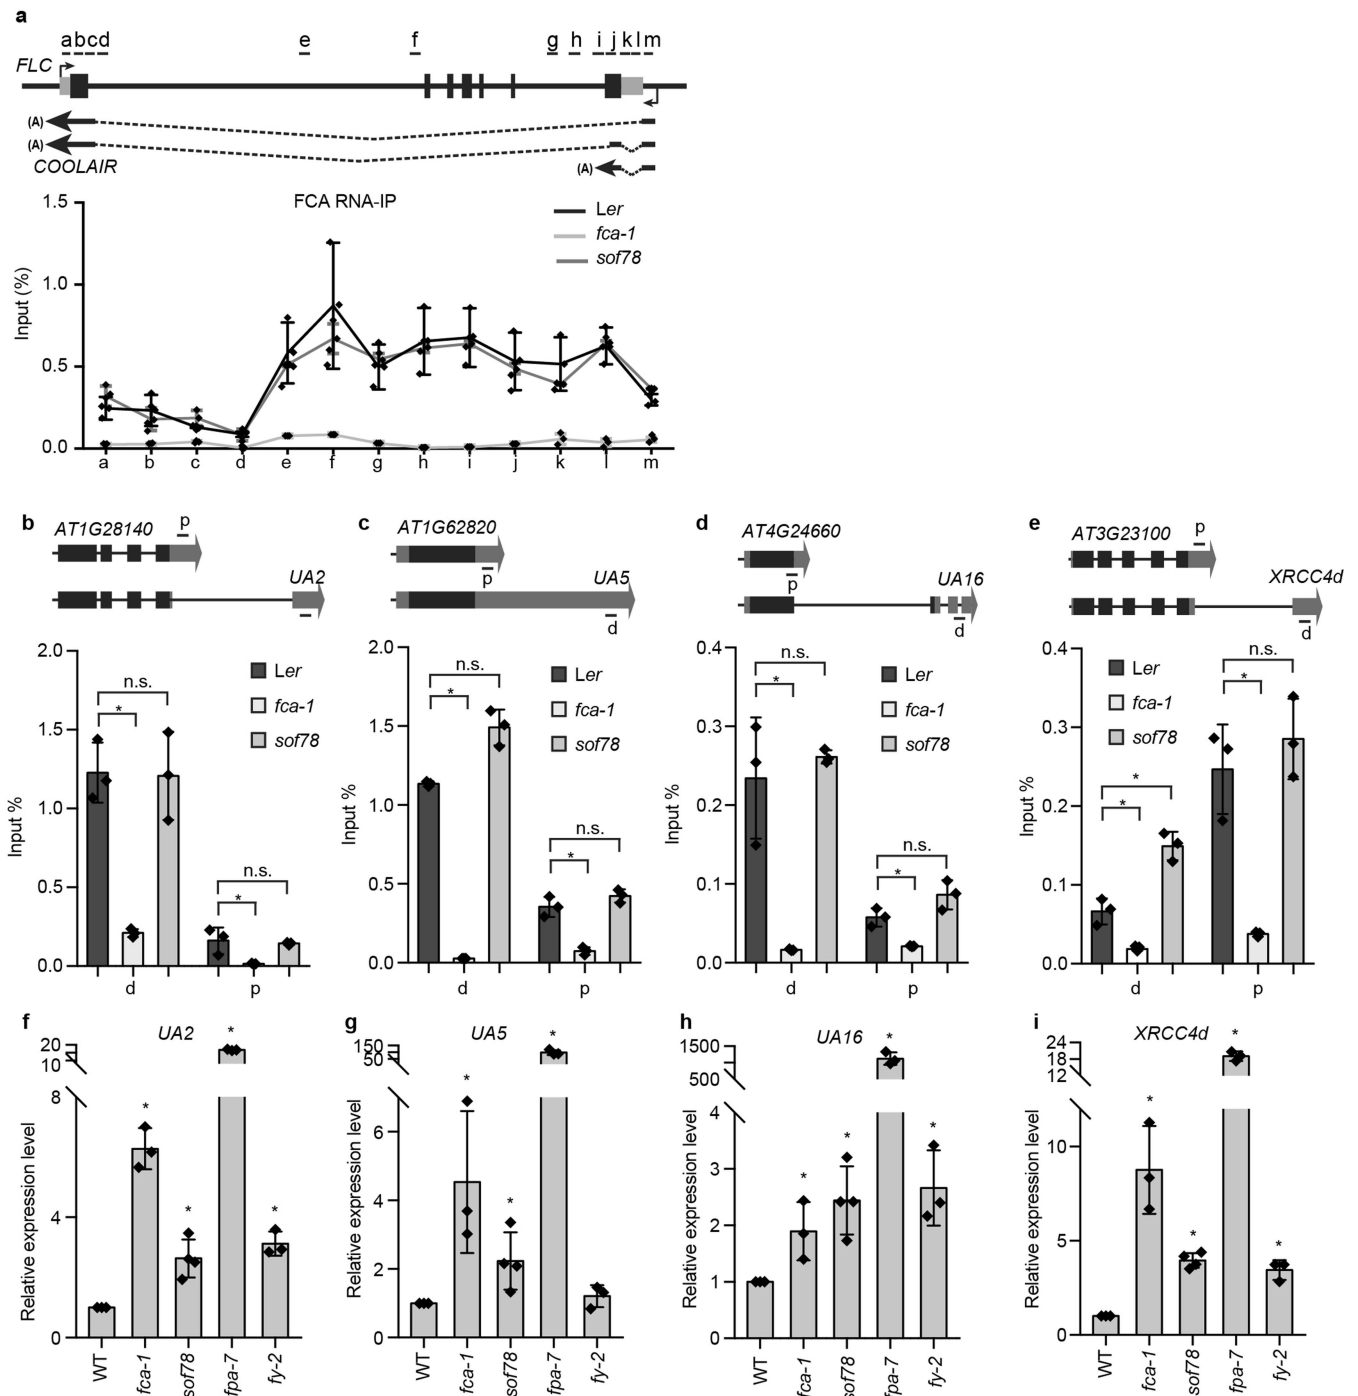 a
a b c d e f g h i j k l m
FLC
(A)
(A)
COOLAIR (A)
FCA RNA-IP
Ler
fca-1
sof78
Input (%)
1.5
1.0
0.5
0.0
a b c d e f g h i j k l m
b
AT1G28140 p
UA2
2.0
1.5
1.0
0.5
0.0
Input %
n.s.
*
n.s.
*
Ler
fca-1
sof78
d p
c
AT1G62820
p
UA5
d
2.0
1.5
1.0
0.5
0.0
Input %
n.s.
*
n.s.
*
Ler
fca-1
sof78
d p
d
AT4G24660
p
UA16
d
0.4
0.3
0.2
0.1
0.0
Input %
n.s.
*
n.s.
*
Ler
fca-1
sof78
d p
e
AT3G23100 p
XRCC4d
d
0.4
0.3
0.2
0.1
0.0
Input %
*
*
n.s.
*
Ler
fca-1
sof78
d p
f
UA2
20
10
8
4
0
Relative expression level
* * * *
WT fca-1 sof78 fpa-7 fy-2
g
UA5
150
50
6
4
2
0
Relative expression level
* * *
WT fca-1 sof78 fpa-7 fy-2
h
UA16
1500
500
4
3
2
1
0
Relative expression level
* * * *
WT fca-1 sof78 fpa-7 fy-2
i
XRCC4d
24
18
12
10
5
0
Relative expression level
* * * *
WT fca-1 sof78 fpa-7 fy-2